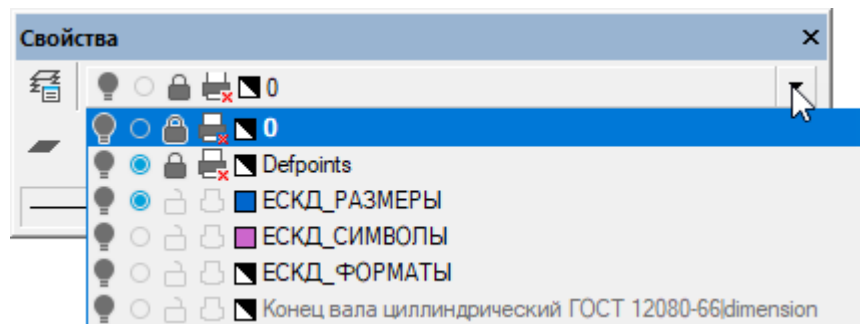 Свойства
0
0
Defpoints
ЕСКД_РАЗМЕРЫ
ЕСКД_СИМВОЛЫ
ЕСКД_ФОРМАТЫ
Конец вала циллиндрический ГОСТ 12080-66|dimension